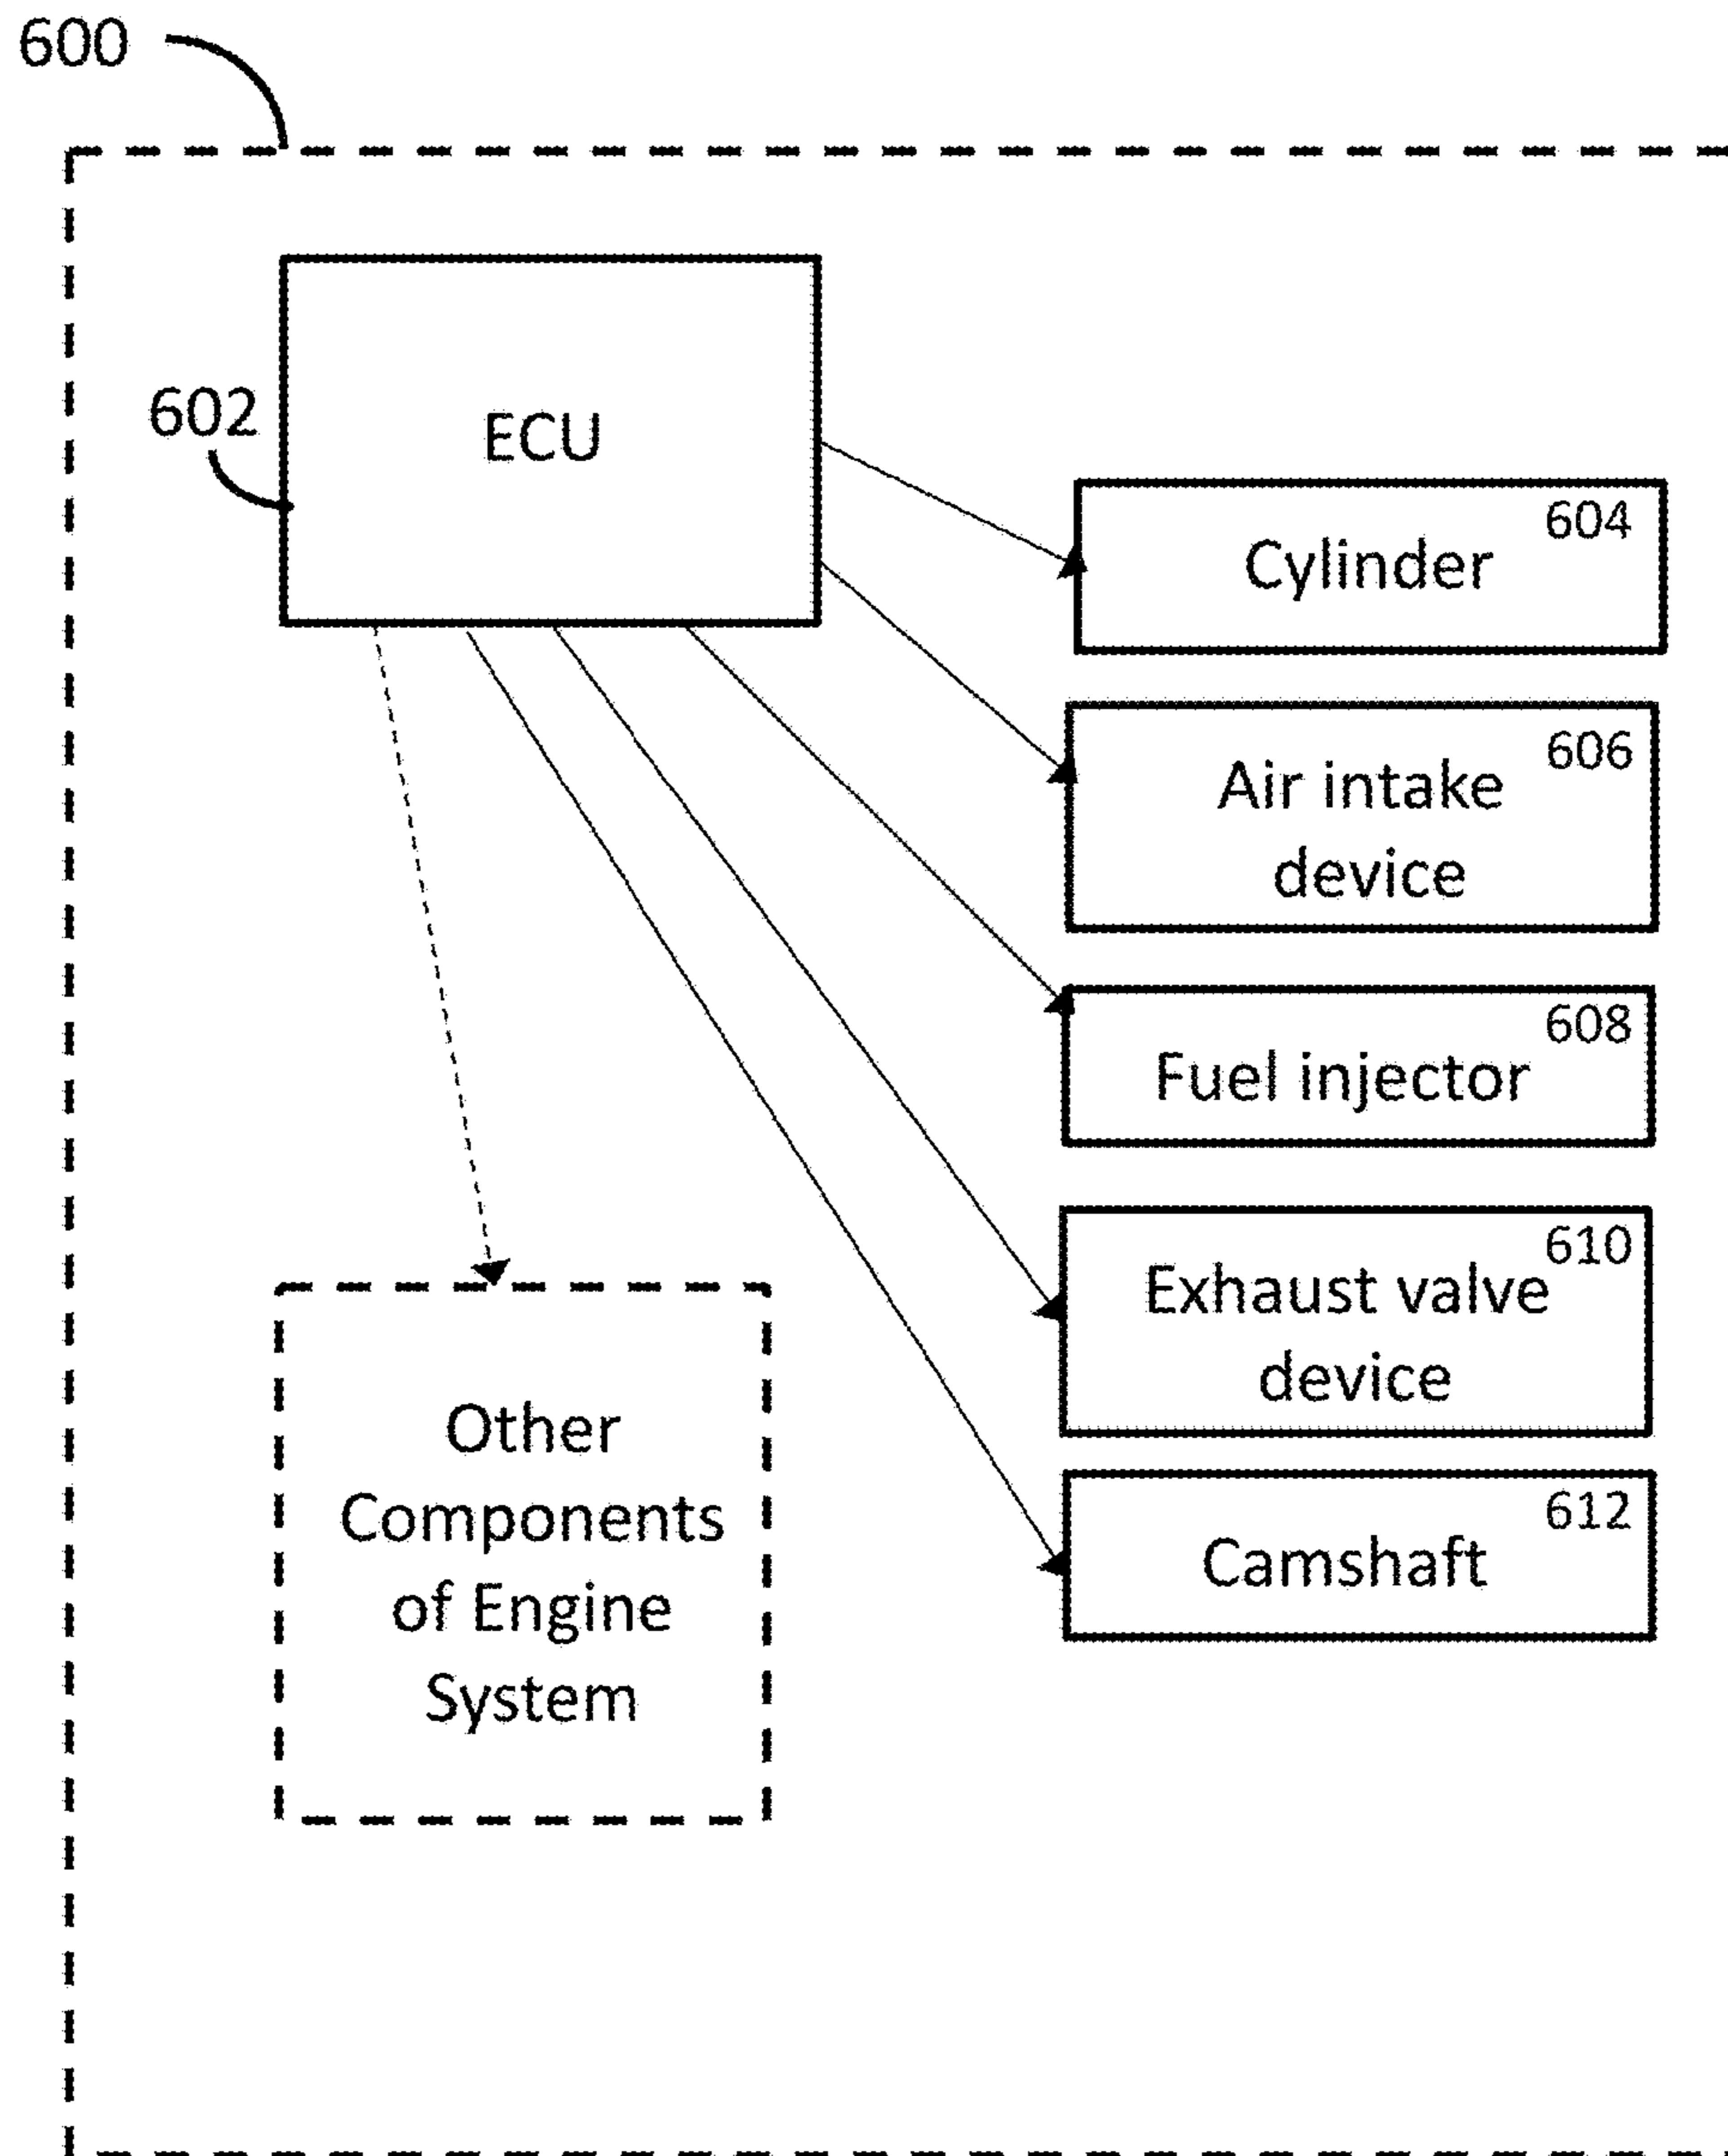 600
602
ECU
604
Cylinder
606
Air intake
device
608
Fuel injector
610
Exhaust valve
device
612
Camshaft
Other
Components
of Engine
System